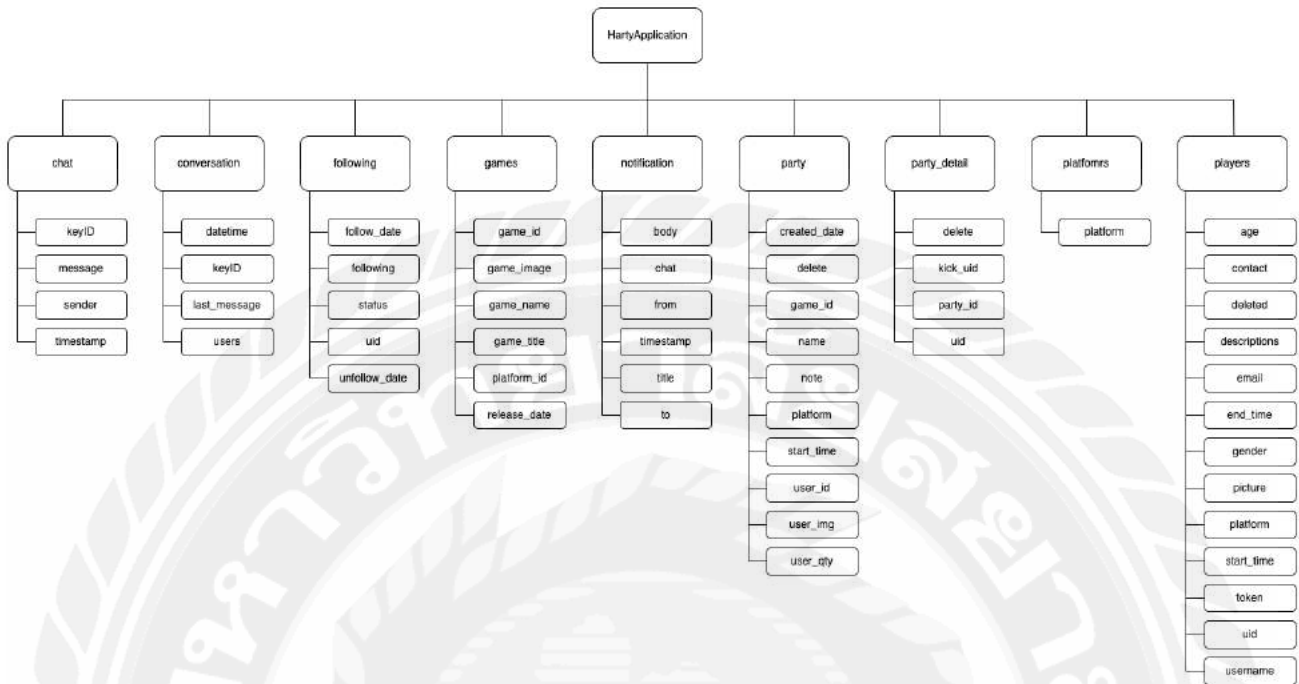 HartyApplication
chat
conversation
following
games
notification
party
party_detail
platfomrs
players
keyID
message
sender
timestamp
datetime
keyID
last_message
users
follow_date
following
status
uid
unfollow_date
game_id
game_image
game_name
game_title
platform_id
release_date
body
chat
from
timestamp
title
to
created_date
delete
game_id
name
note
platform
start_time
user_id
user_img
user_qty
delete
kick_uid
party_id
uid
platform
age
contact
deleted
descriptions
email
end_time
gender
picture
platform
start_time
token
uid
username